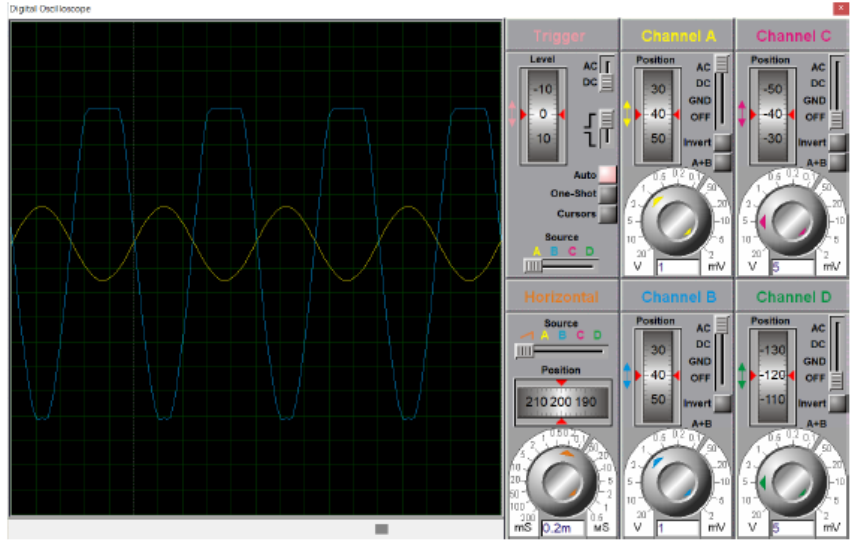 Digital Oscilloscope
Trigger
Level
AC
DC
-10
0
10
Auto
One-Shot
Cursors
Source
A B C D
Channel A
Position
AC
DC
GND
OFF
30
40
50
Invert
A+B
V
1
mV
Channel C
Position
AC
DC
GND
OFF
-50
-40
-30
Invert
A+B
V
5
mV
Horizontal
Source
A B C D
Position
210 200 190
mS
0.2m
Channel B
Position
AC
DC
GND
OFF
30
40
50
Invert
A+B
V
1
mV
Channel D
Position
AC
DC
GND
OFF
-130
-120
-110
Invert
A+B
V
5
mV